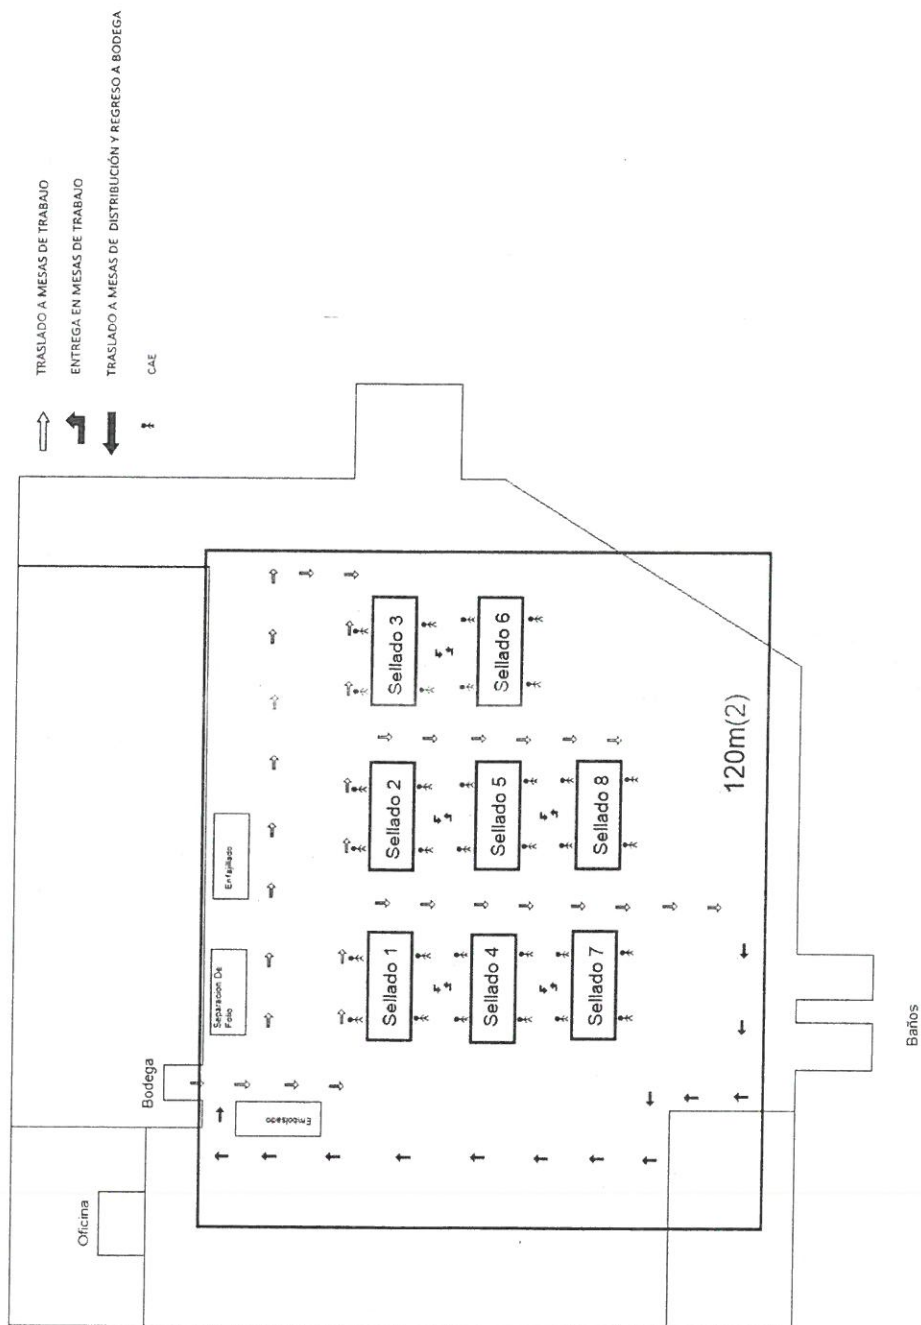 TRASLADO A MESAS DE TRABAJO
ENTREGA EN MESAS DE TRABAJO
TRASLADO A MESAS DE DISTRIBUCIÓN Y REGRESO A BODEGA
CAE
Oficina
Bodega
Separacion De
Folio
Enfajillado
Embolsado
Sellado 1
Sellado 2
Sellado 3
Sellado 4
Sellado 5
Sellado 6
Sellado 7
Sellado 8
120m(2)
Baños